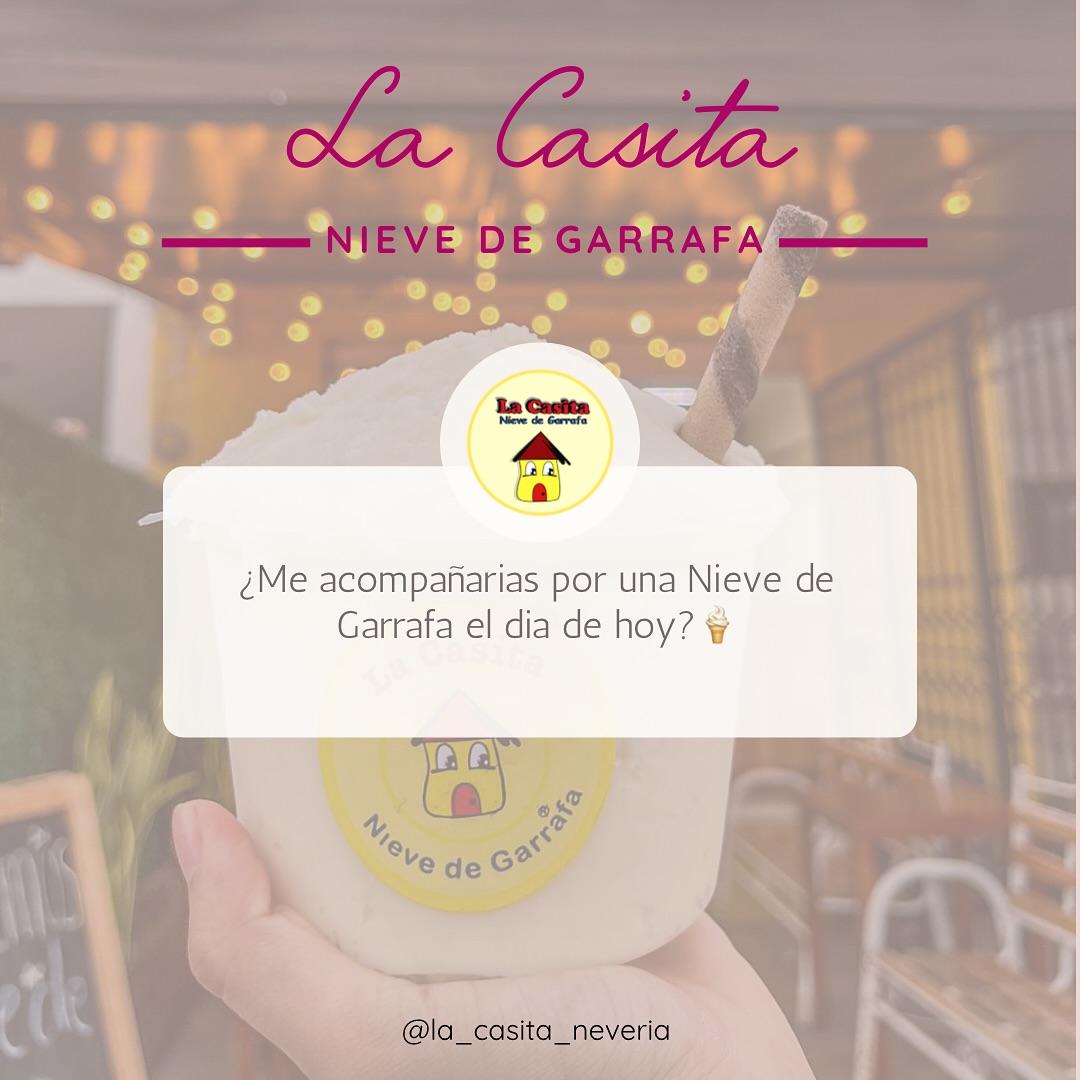 La Casita
NIEVE DE GARRAFA
La Casita
Nieve de Garrafa
¿Me acompañarias por una Nieve de
Garrafa el dia de hoy?🍦
La Casita
Nieve de Garrafa®
@la_casita_neveria